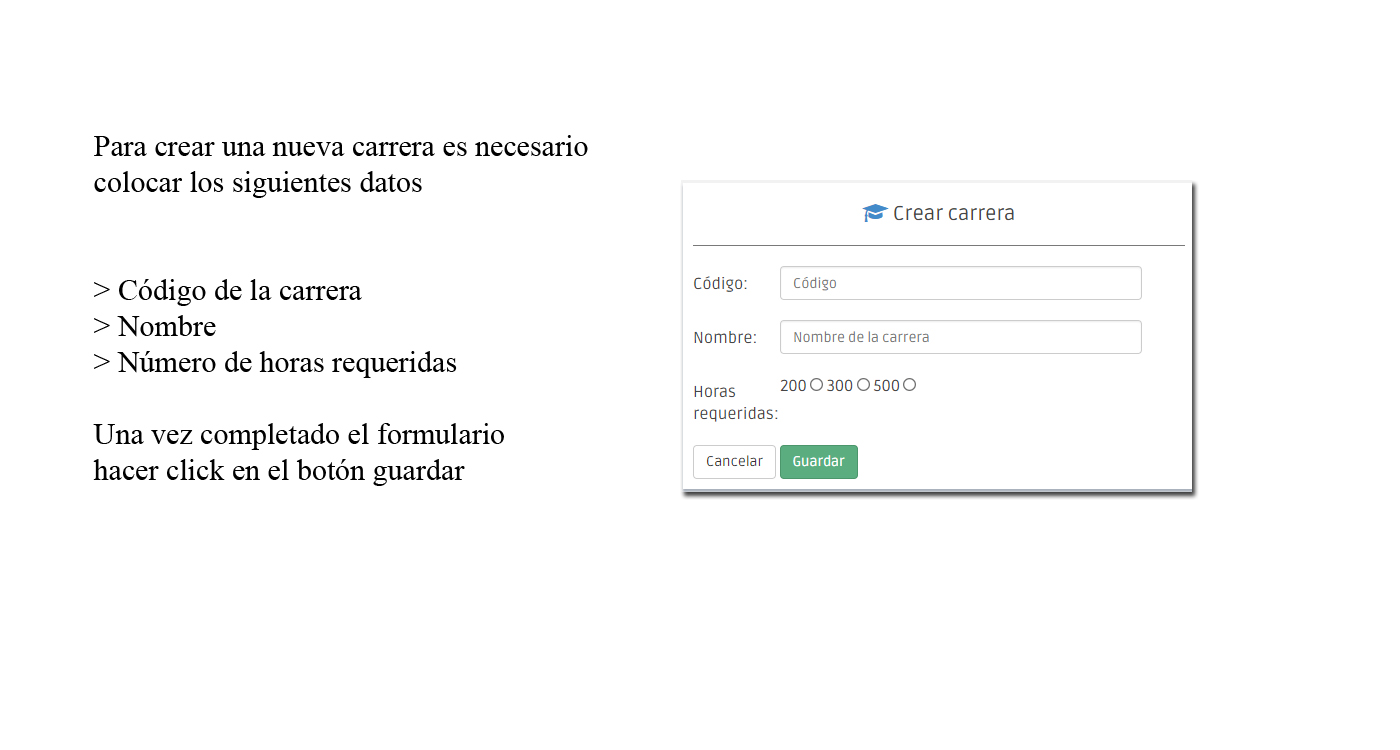 Para crear una nueva carrera es necesario
colocar los siguientes datos
> Código de la carrera
> Nombre
> Número de horas requeridas
Una vez completado el formulario
hacer click en el botón guardar
Crear carrera
Código: Código
Nombre: Nombre de la carrera
Horas requeridas: 200 300 500
Cancelar Guardar